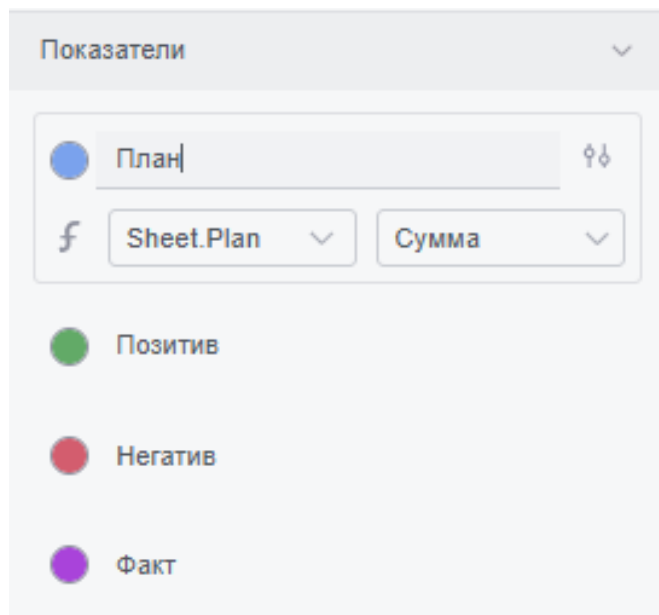 Показатели
План
Sheet.Plan Сумма
Позитив
Негатив
Факт